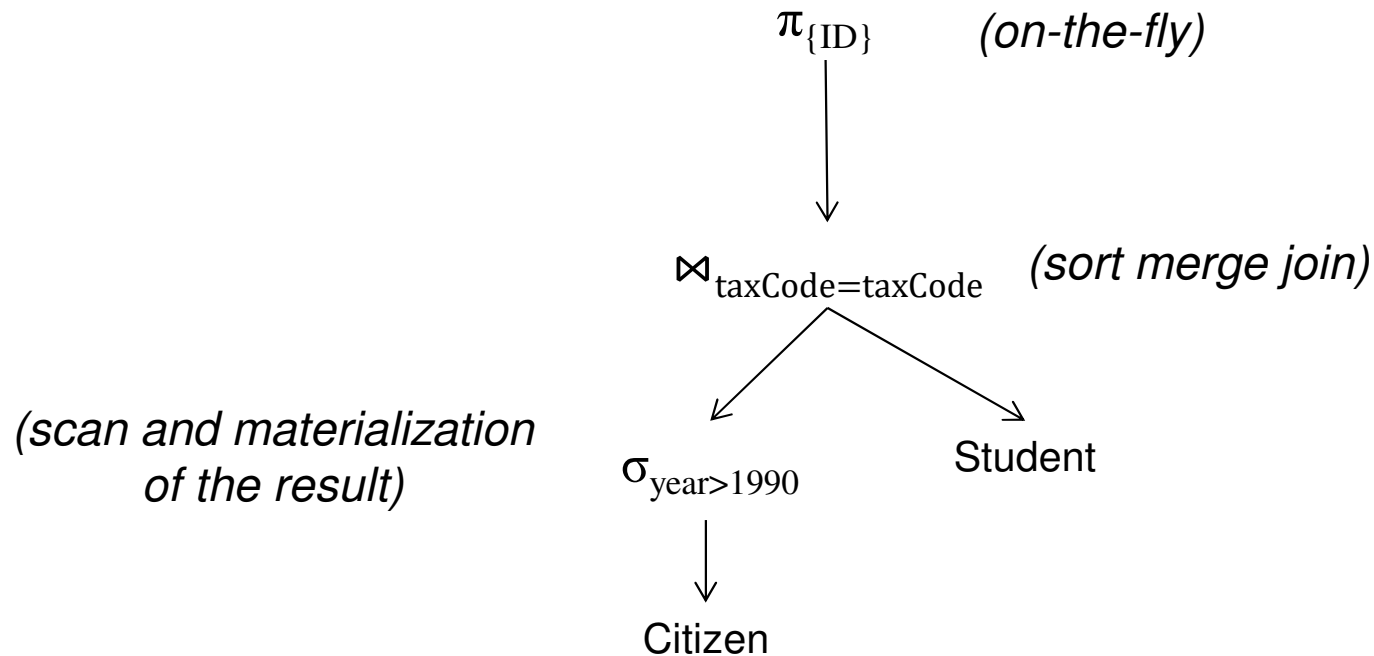 π{ID} (on-the-fly)
⋈taxCode=taxCode (sort merge join)
(scan and materialization
of the result)
σyear>1990
Student
Citizen